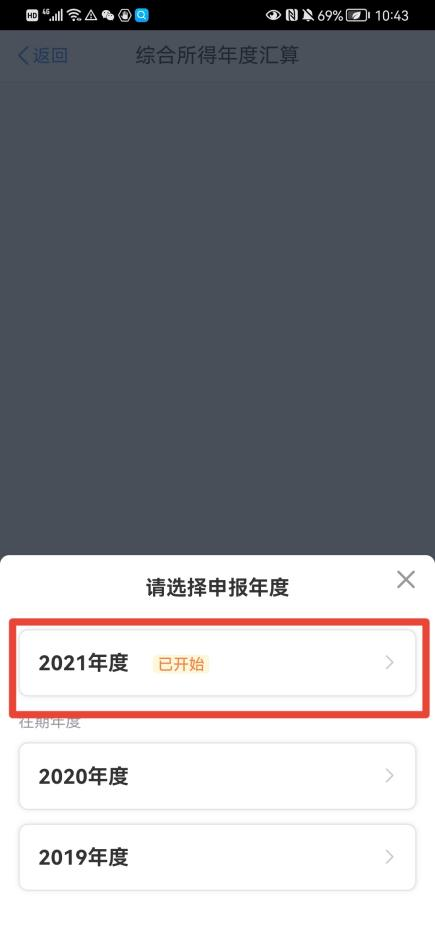 HD 4G 69% 10:43
返回 综合所得年度汇算
请选择申报年度
2021年度 已开始
往期年度
2020年度
2019年度